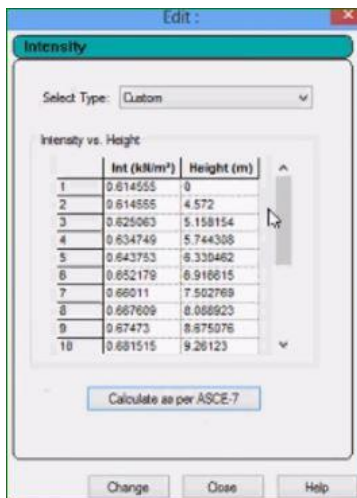 Edit :
Intensity
Select Type: Custom
Intensity vs. Height
Int (kN/m²) Height (m)
1 0.614555 0
2 0.614555 4.572
3 0.625063 5.158154
4 0.634749 5.744308
5 0.643753 6.330462
6 0.652179 6.916615
7 0.66011 7.502769
8 0.667609 8.088923
9 0.67473 8.675076
10 0.681515 9.26123
Calculate as per ASCE-7
Change Close Help